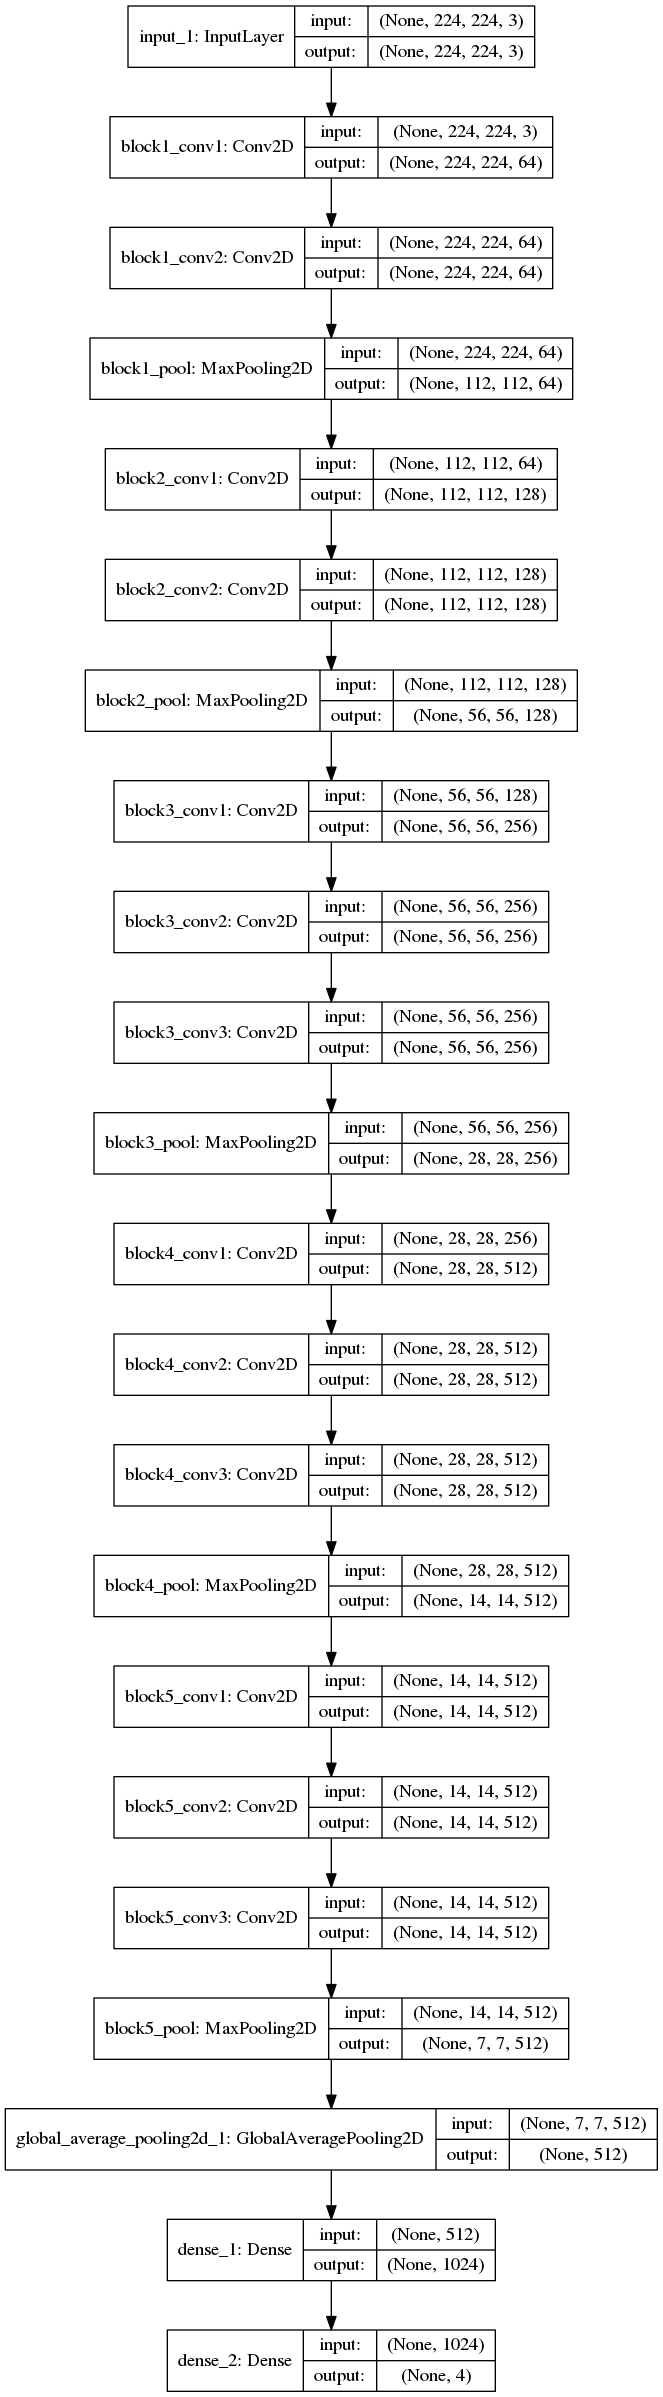 input_1: InputLayer
input: (None, 224, 224, 3)
output: (None, 224, 224, 3)
block1_conv1: Conv2D
input: (None, 224, 224, 3)
output: (None, 224, 224, 64)
block1_conv2: Conv2D
input: (None, 224, 224, 64)
output: (None, 224, 224, 64)
block1_pool: MaxPooling2D
input: (None, 224, 224, 64)
output: (None, 112, 112, 64)
block2_conv1: Conv2D
input: (None, 112, 112, 64)
output: (None, 112, 112, 128)
block2_conv2: Conv2D
input: (None, 112, 112, 128)
output: (None, 112, 112, 128)
block2_pool: MaxPooling2D
input: (None, 112, 112, 128)
output: (None, 56, 56, 128)
block3_conv1: Conv2D
input: (None, 56, 56, 128)
output: (None, 56, 56, 256)
block3_conv2: Conv2D
input: (None, 56, 56, 256)
output: (None, 56, 56, 256)
block3_conv3: Conv2D
input: (None, 56, 56, 256)
output: (None, 56, 56, 256)
block3_pool: MaxPooling2D
input: (None, 56, 56, 256)
output: (None, 28, 28, 256)
block4_conv1: Conv2D
input: (None, 28, 28, 256)
output: (None, 28, 28, 512)
block4_conv2: Conv2D
input: (None, 28, 28, 512)
output: (None, 28, 28, 512)
block4_conv3: Conv2D
input: (None, 28, 28, 512)
output: (None, 28, 28, 512)
block4_pool: MaxPooling2D
input: (None, 28, 28, 512)
output: (None, 14, 14, 512)
block5_conv1: Conv2D
input: (None, 14, 14, 512)
output: (None, 14, 14, 512)
block5_conv2: Conv2D
input: (None, 14, 14, 512)
output: (None, 14, 14, 512)
block5_conv3: Conv2D
input: (None, 14, 14, 512)
output: (None, 14, 14, 512)
block5_pool: MaxPooling2D
input: (None, 14, 14, 512)
output: (None, 7, 7, 512)
global_average_pooling2d_1: GlobalAveragePooling2D
input: (None, 7, 7, 512)
output: (None, 512)
dense_1: Dense
input: (None, 512)
output: (None, 1024)
dense_2: Dense
input: (None, 1024)
output: (None, 4)